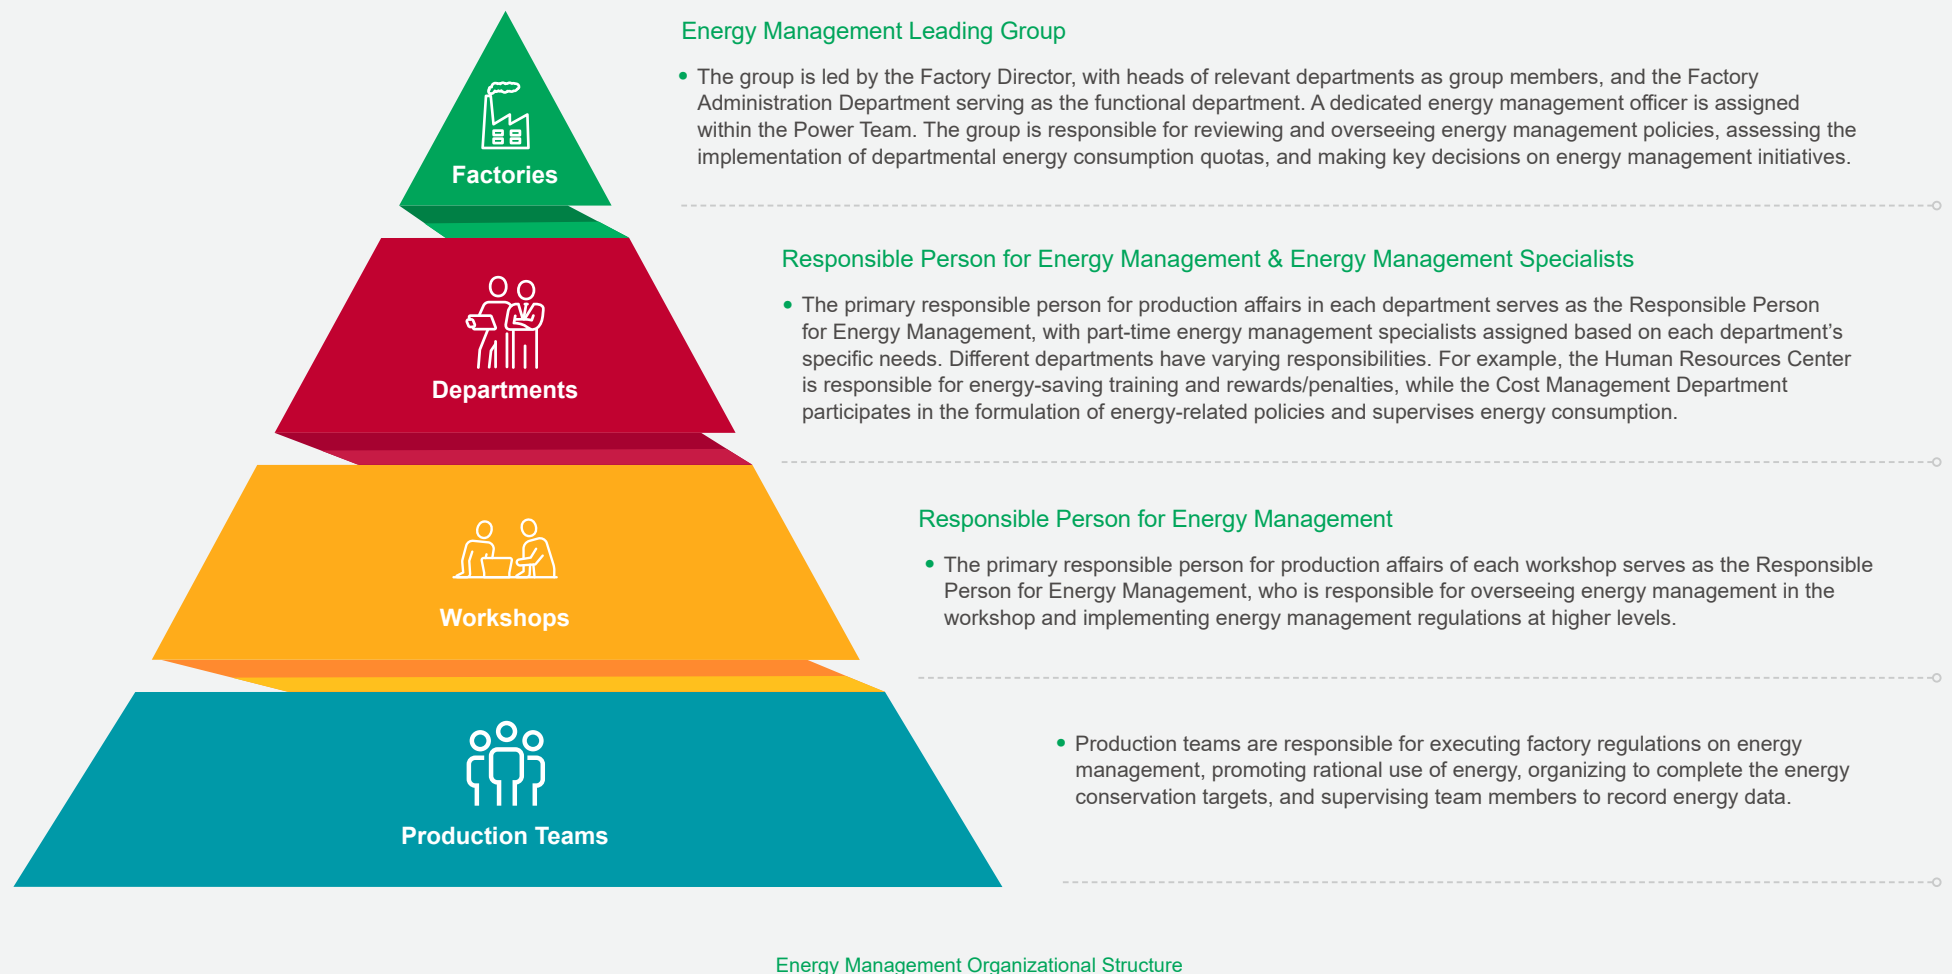 Energy Management Leading Group
• The group is led by the Factory Director, with heads of relevant departments as group members, and the Factory
Administration Department serving as the functional department. A dedicated energy management officer is assigned
within the Power Team. The group is responsible for reviewing and overseeing energy management policies, assessing the
implementation of departmental energy consumption quotas, and making key decisions on energy management initiatives.
Factories
Responsible Person for Energy Management & Energy Management Specialists
• The primary responsible person for production affairs in each department serves as the Responsible Person
for Energy Management, with part-time energy management specialists assigned based on each department’s
specific needs. Different departments have varying responsibilities. For example, the Human Resources Center
is responsible for energy-saving training and rewards/penalties, while the Cost Management Department
participates in the formulation of energy-related policies and supervises energy consumption.
Departments
Responsible Person for Energy Management
• The primary responsible person for production affairs of each workshop serves as the Responsible
Person for Energy Management, who is responsible for overseeing energy management in the
workshop and implementing energy management regulations at higher levels.
Workshops
• Production teams are responsible for executing factory regulations on energy
management, promoting rational use of energy, organizing to complete the energy
conservation targets, and supervising team members to record energy data.
Production Teams
Energy Management Organizational Structure